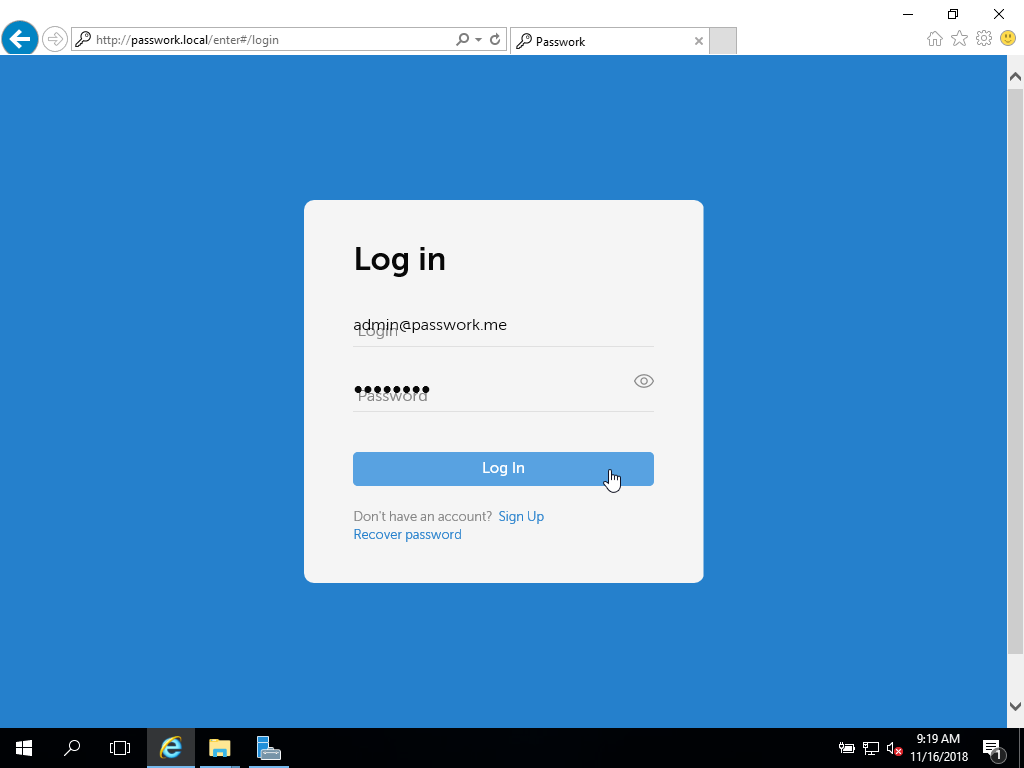 http://passwork.local/enter#/login
Passwork
Log in
admin@passwork.me
Login
Password
Log In
Don't have an account? Sign Up
Recover password
9:19 AM
11/16/2018
1